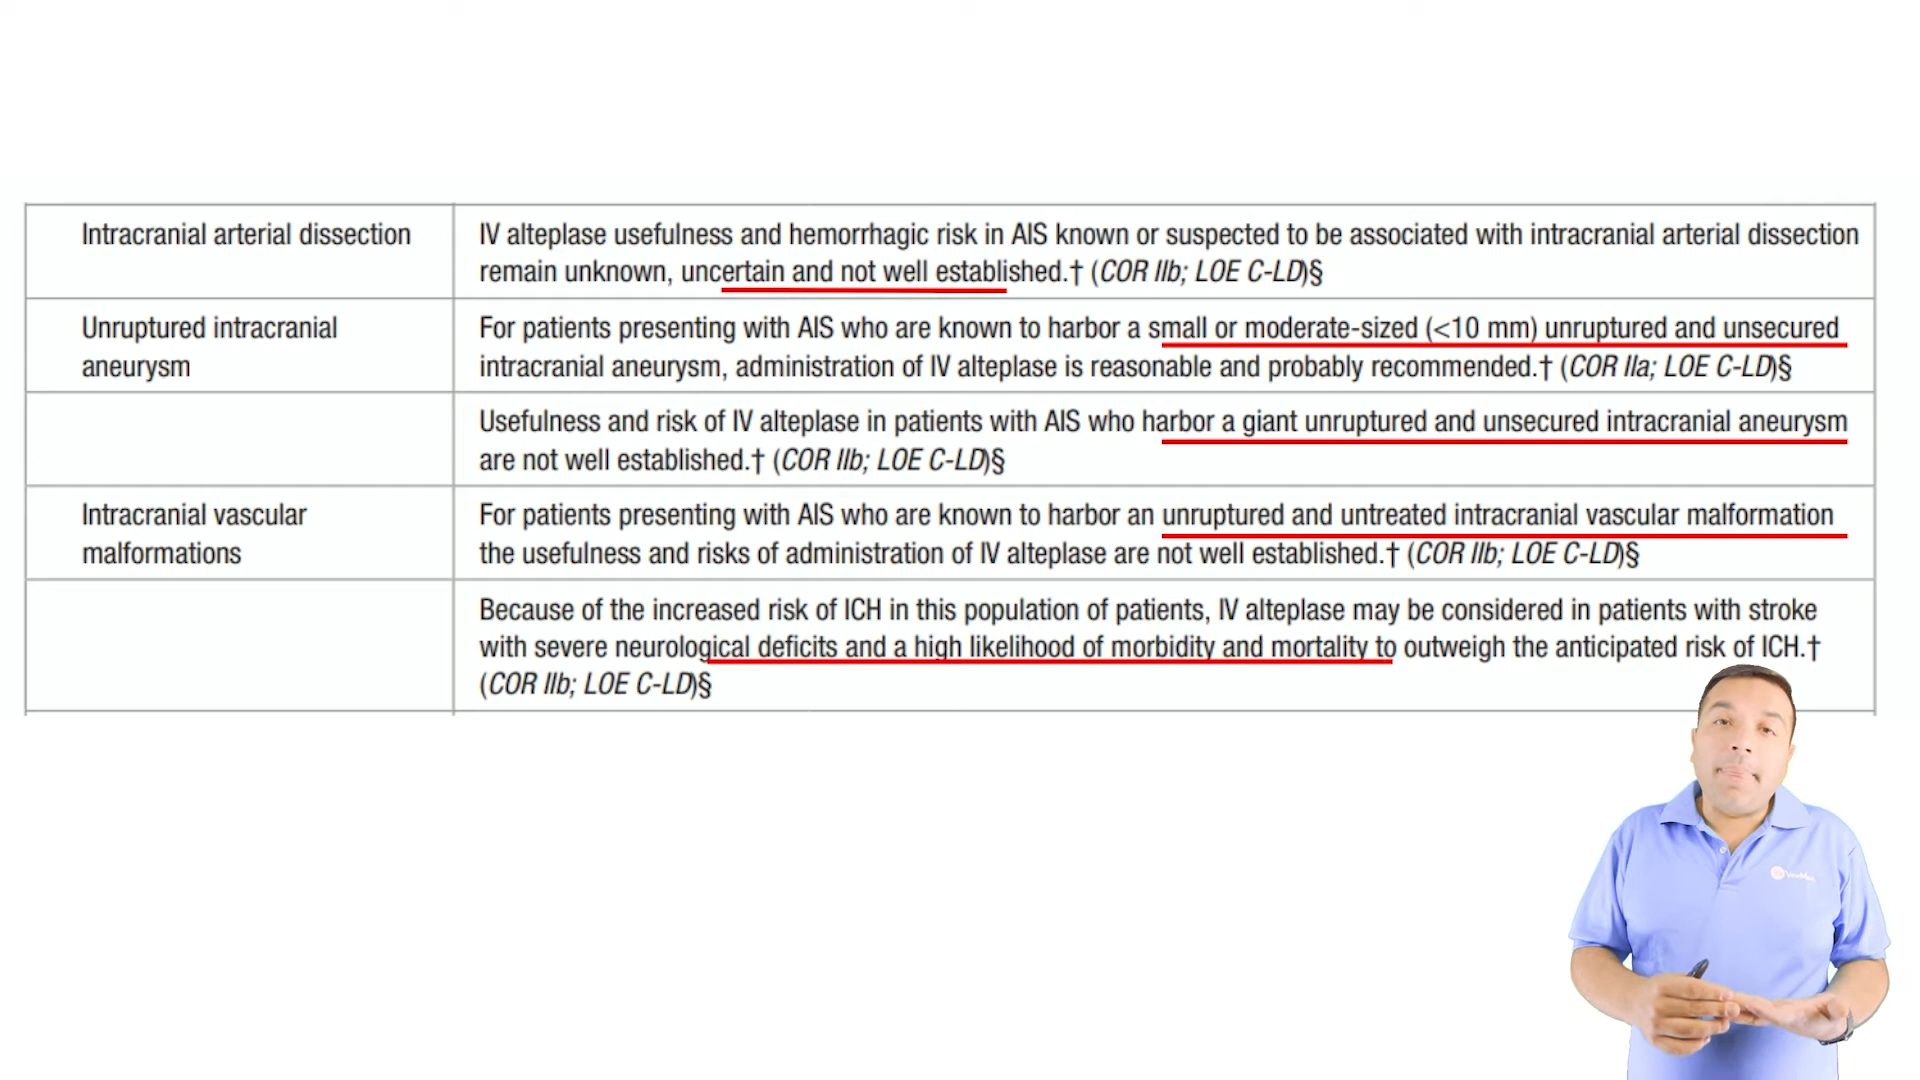 Intracranial arterial dissection
IV alteplase usefulness and hemorrhagic risk in AIS known or suspected to be associated with intracranial arterial dissection
remain unknown, uncertain and not well established.† (COR IIb; LOE C-LD)§
Unruptured intracranial
aneurysm
For patients presenting with AIS who are known to harbor a small or moderate-sized (<10 mm) unruptured and unsecured
intracranial aneurysm, administration of IV alteplase is reasonable and probably recommended.† (COR IIa; LOE C-LD)§
Usefulness and risk of IV alteplase in patients with AIS who harbor a giant unruptured and unsecured intracranial aneurysm
are not well established.† (COR IIb; LOE C-LD)§
Intracranial vascular
malformations
For patients presenting with AIS who are known to harbor an unruptured and untreated intracranial vascular malformation
the usefulness and risks of administration of IV alteplase are not well established.† (COR IIb; LOE C-LD)§
Because of the increased risk of ICH in this population of patients, IV alteplase may be considered in patients with stroke
with severe neurological deficits and a high likelihood of morbidity and mortality to outweigh the anticipated risk of ICH.†
(COR IIb; LOE C-LD)§